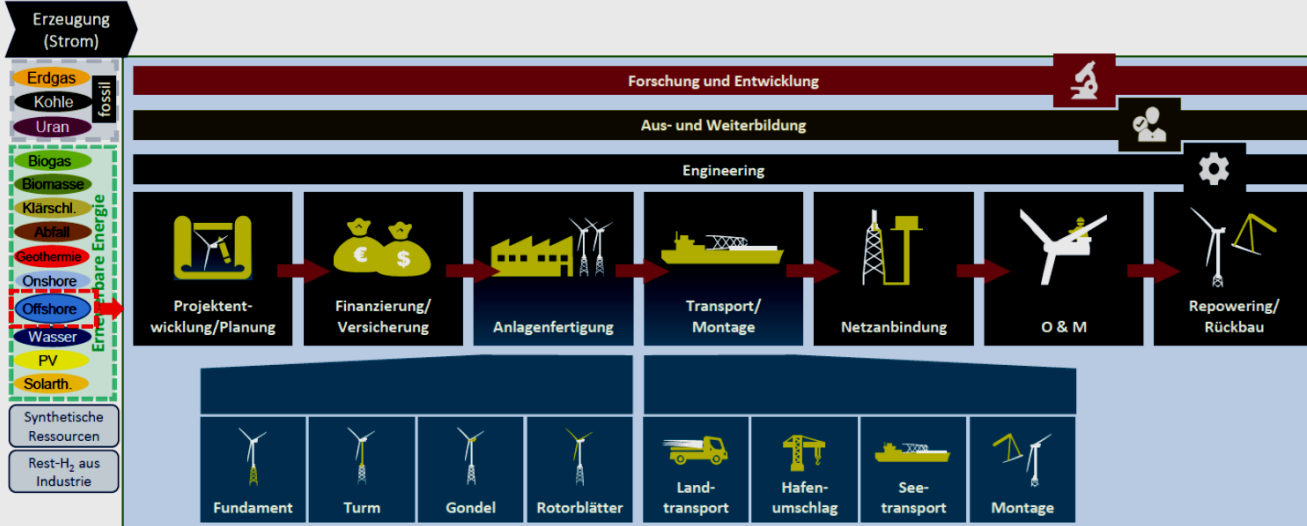 Erzeugung
(Strom)
Erdgas
Kohle
Uran
fossil
Biogas
Biomasse
Klärschl.
Abfall
Geothermie
Onshore
Offshore
Wasser
PV
Solarth.
Erneuerbare Energie
Synthetische
Ressourcen
Rest-H₂ aus
Industrie
Forschung und Entwicklung
Aus- und Weiterbildung
Engineering
Projektent-
wicklung/Planung
€
$
Finanzierung/
Versicherung
Anlagenfertigung
Transport/
Montage
Netzanbindung
O & M
Repowering/
Rückbau
Fundament
Turm
Gondel
Rotorblätter
Land-
transport
Hafen-
umschlag
See-
transport
Montage